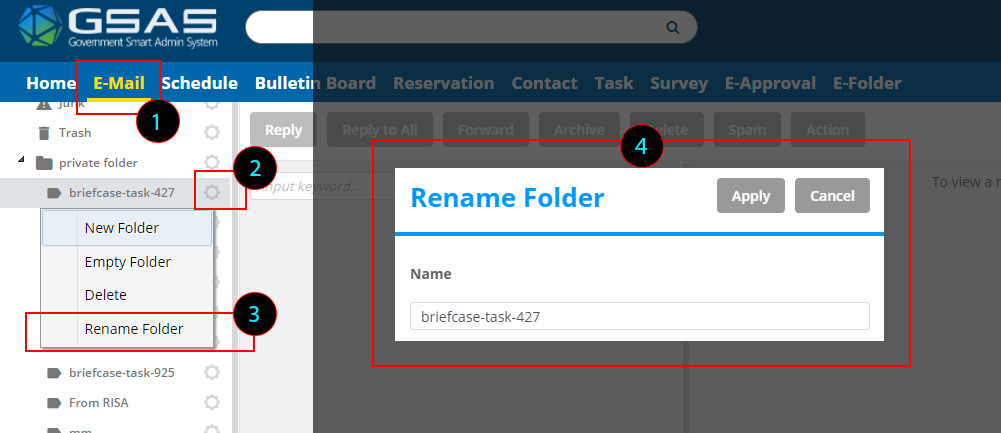 GSAS
Government Smart Admin System
Home E-Mail Schedule Bulletin Board Reservation Contact Task Survey E-Approval E-Folder
1
Junk
Trash
Reply Reply to All Forward Archive Delete Spam Action
private folder
2
4
briefcase-task-427
Input keyword...
To view a
New Folder
Empty Folder
Delete
Rename Folder
3
briefcase-task-925
From RISA
mm
Rename Folder
Apply Cancel
Name
briefcase-task-427